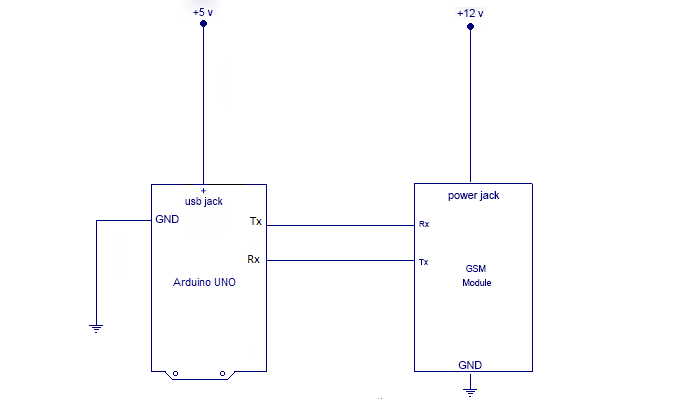 +5 v
+12 v
+
usb jack
power jack
GND
Tx
Rx
Rx
Tx
Arduino UNO
GSM
Module
GND